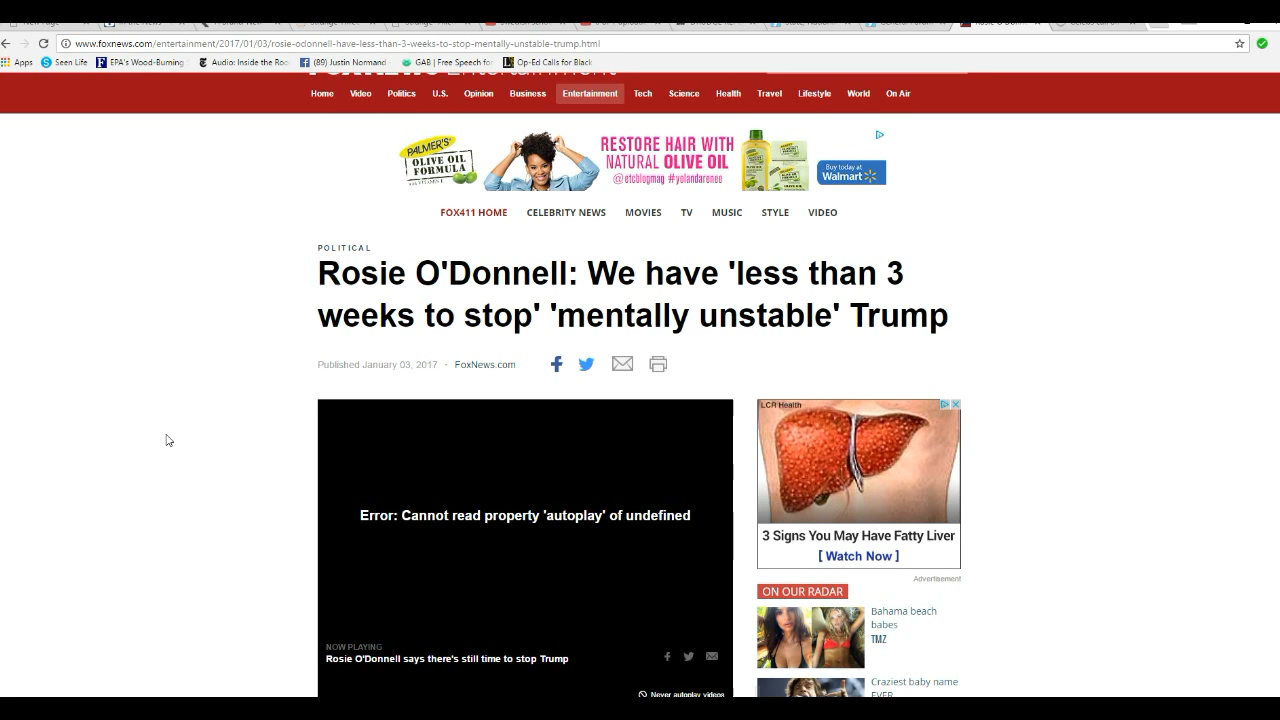 www.foxnews.com/entertainment/2017/01/03/rosie-odonnell-have-less-than-3-weeks-to-stop-mentally-unstable-trump.html
Apps Seen Life EPA's Wood-Burning Audio: Inside the Roo (89) Justin Normand GAB | Free Speech fo Op-Ed Calls for Black
Home Video Politics U.S. Opinion Business Entertainment Tech Science Health Travel Lifestyle World On Air
PALMER'S
OLIVE OIL
FORMULA
RESTORE HAIR WITH
NATURAL OLIVE OIL
@etcblogmag #yolandarenee
Buy today at
Walmart
FOX411 HOME CELEBRITY NEWS MOVIES TV MUSIC STYLE VIDEO
POLITICAL
Rosie O'Donnell: We have 'less than 3
weeks to stop' 'mentally unstable' Trump
Published January 03, 2017 · FoxNews.com
LCR Health
Error: Cannot read property 'autoplay' of undefined
3 Signs You May Have Fatty Liver
[ Watch Now ]
Advertisement
ON OUR RADAR
Bahama beach
babes
TMZ
NOW PLAYING
Rosie O'Donnell says there's still time to stop Trump
Craziest baby name
EVER
Never autoplay videos